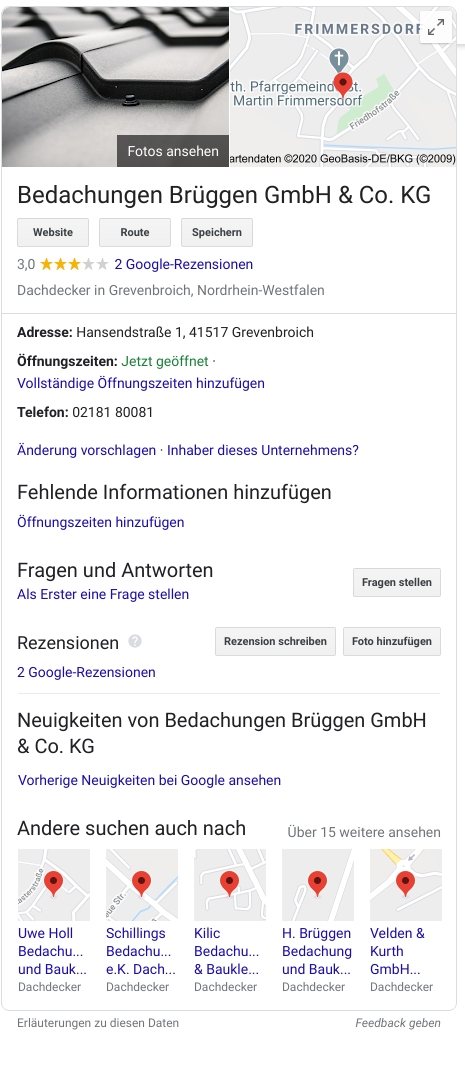 FRIMMERSDORF
th. Pfarrgemeinde St.
Martin Frimmersdorf
Friedhofstraße
Fotos ansehen
artendaten ©2020 GeoBasis-DE/BKG (©2009)
Bedachungen Brüggen GmbH & Co. KG
Website
Route
Speichern
3,0 2 Google-Rezensionen
Dachdecker in Grevenbroich, Nordrhein-Westfalen
Adresse: Hansendstraße 1, 41517 Grevenbroich
Öffnungszeiten: Jetzt geöffnet ·
Vollständige Öffnungszeiten hinzufügen
Telefon: 02181 80081
Änderung vorschlagen · Inhaber dieses Unternehmens?
Fehlende Informationen hinzufügen
Öffnungszeiten hinzufügen
Fragen und Antworten
Als Erster eine Frage stellen
Fragen stellen
Rezensionen ?
Rezension schreiben
Foto hinzufügen
2 Google-Rezensionen
Neuigkeiten von Bedachungen Brüggen GmbH
& Co. KG
Vorherige Neuigkeiten bei Google ansehen
Andere suchen auch nach
Über 15 weitere ansehen
Uwe Holl
Bedachu...
und Bauk...
Dachdecker
Schillings
Bedachu...
e.K. Dach...
Dachdecker
Kilic
Bedachu...
& Baukle...
Dachdecker
H. Brüggen
Bedachung
und Bauk...
Dachdecker
Velden &
Kurth
GmbH...
Dachdecker
Erläuterungen zu diesen Daten
Feedback geben